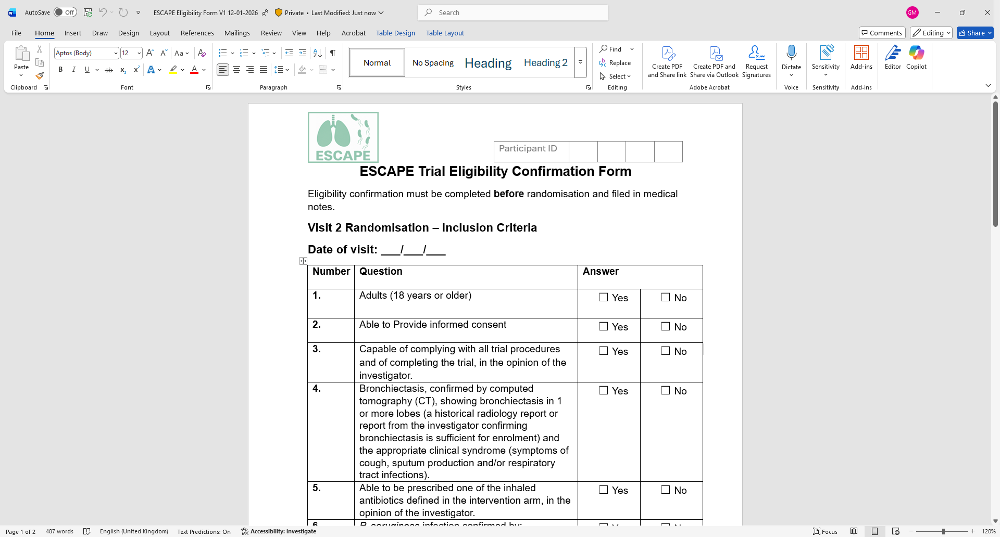 AutoSave Off ESCAPE Eligibility Form V1 12-01-2026 Private • Last Modified: Just now Search GM
File Home Insert Draw Design Layout References Mailings Review View Help Acrobat Table Design Table Layout Comments Editing Share
Paste
Clipboard
Aptos (Body) 12 A A Aa A
B I U ab x₂ x² A A
Font
Paragraph
Normal No Spacing Heading Heading 2
Styles
Find
Replace
Select
Editing
Create PDF and Share link
Create PDF and Share via Outlook
Request Signatures
Adobe Acrobat
Dictate
Voice
Sensitivity
Sensitivity
Add-ins
Add-ins
Editor
Copilot
ESCAPE
Participant ID
ESCAPE Trial Eligibility Confirmation Form
Eligibility confirmation must be completed before randomisation and filed in medical
notes.
Visit 2 Randomisation – Inclusion Criteria
Date of visit: ___/___/___
Number Question Answer
1. Adults (18 years or older) ☐ Yes ☐ No
2. Able to Provide informed consent ☐ Yes ☐ No
3. Capable of complying with all trial procedures ☐ Yes ☐ No
and of completing the trial, in the opinion of the
investigator.
4. Bronchiectasis, confirmed by computed ☐ Yes ☐ No
tomography (CT), showing bronchiectasis in 1
or more lobes (a historical radiology report or
report from the investigator confirming
bronchiectasis is sufficient for enrolment) and
the appropriate clinical syndrome (symptoms of
cough, sputum production and/or respiratory
tract infections).
5. Able to be prescribed one of the inhaled ☐ Yes ☐ No
antibiotics defined in the intervention arm, in the
opinion of the investigator.
Page 1 of 2 487 words English (United Kingdom) Text Predictions: On Accessibility: Investigate Focus 120%